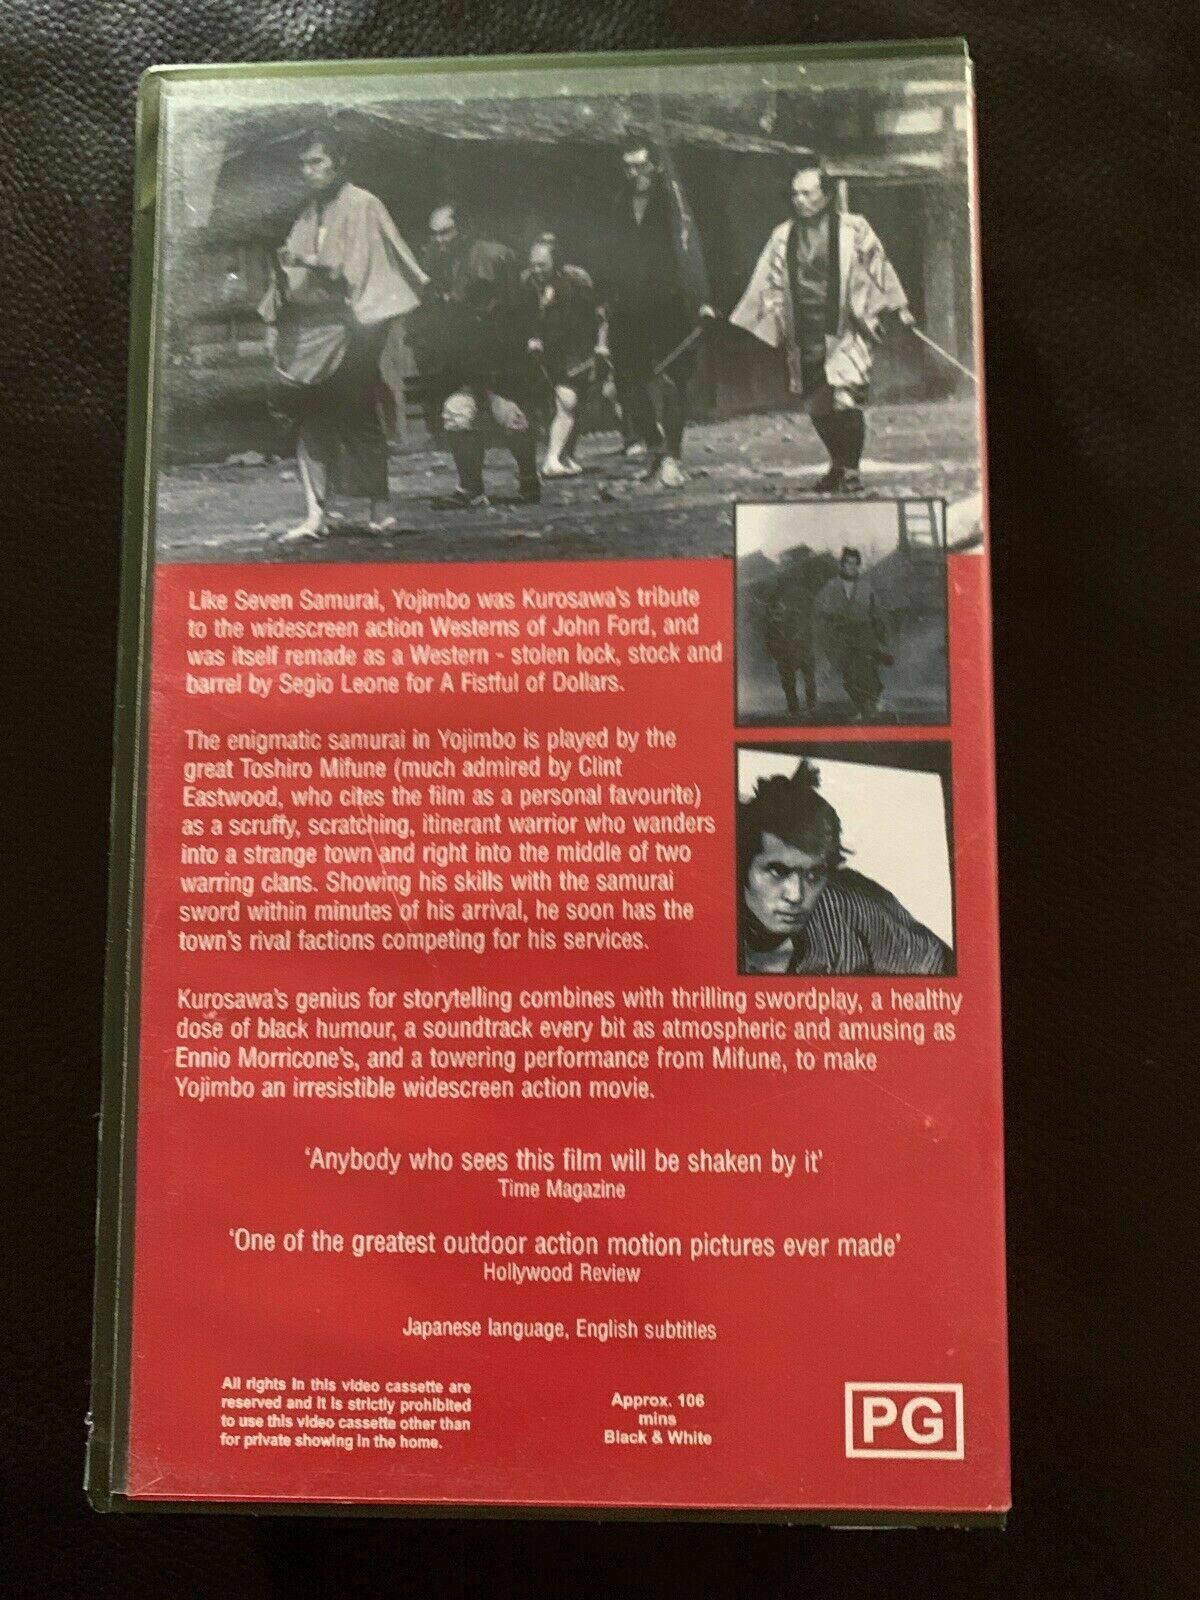 Like Seven Samurai, Yojimbo was Kurosawa's tribute
to the widescreen action Westerns of John Ford, and
was itself remade as a Western - stolen lock, stock and
barrel by Segio Leone for A Fistful of Dollars.
The enigmatic samurai in Yojimbo is played by the
great Toshiro Mifune (much admired by Clint
Eastwood, who cites the film as a personal favourite)
as a scruffy, scratching, itinerant warrior who wanders
into a strange town and right into the middle of two
warring clans. Showing his skills with the samurai
sword within minutes of his arrival, he soon has the
town's rival factions competing for his services.
Kurosawa's genius for storytelling combines with thrilling swordplay, a healthy
dose of black humour, a soundtrack every bit as atmospheric and amusing as
Ennio Morricone's, and a towering performance from Mifune, to make
Yojimbo an irresistible widescreen action movie.
'Anybody who sees this film will be shaken by it'
Time Magazine
'One of the greatest outdoor action motion pictures ever made'
Hollywood Review
Japanese language, English subtitles
All rights in this video cassette are
reserved and it is strictly prohibited
to use this video cassette other than
for private showing in the home.
Approx. 106
mins
Black & White
PG